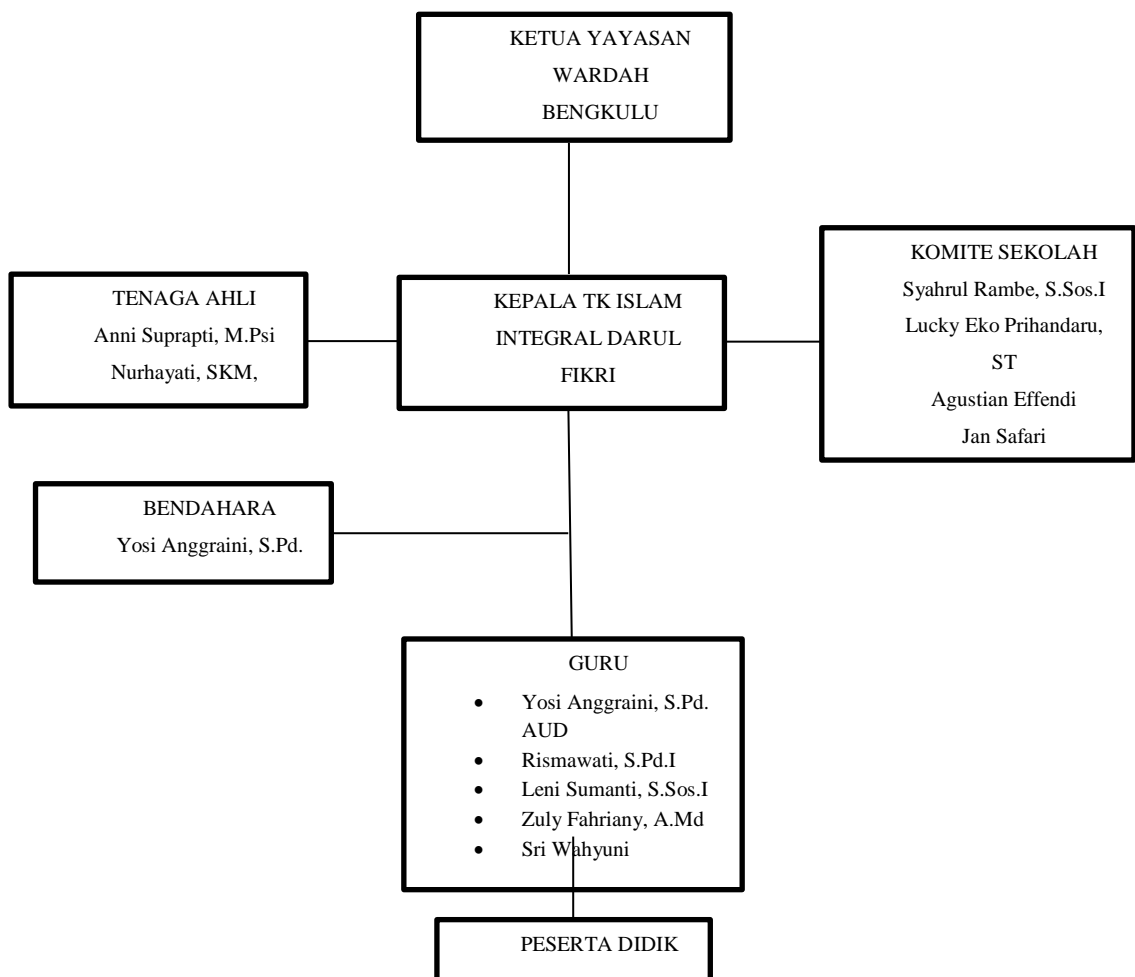 KETUA YAYASAN
WARDAH
BENGKULU
TENAGA AHLI
Anni Suprapti, M.Psi
Nurhayati, SKM,
KEPALA TK ISLAM
INTEGRAL DARUL
FIKRI
KOMITE SEKOLAH
Syahrul Rambe, S.Sos.I
Lucky Eko Prihandaru,
ST
Agustian Effendi
Jan Safari
BENDAHARA
Yosi Anggraini, S.Pd.
GURU
• Yosi Anggraini, S.Pd.
AUD
• Rismawati, S.Pd.I
• Leni Sumanti, S.Sos.I
• Zuly Fahriany, A.Md
• Sri Wahyuni
PESERTA DIDIK